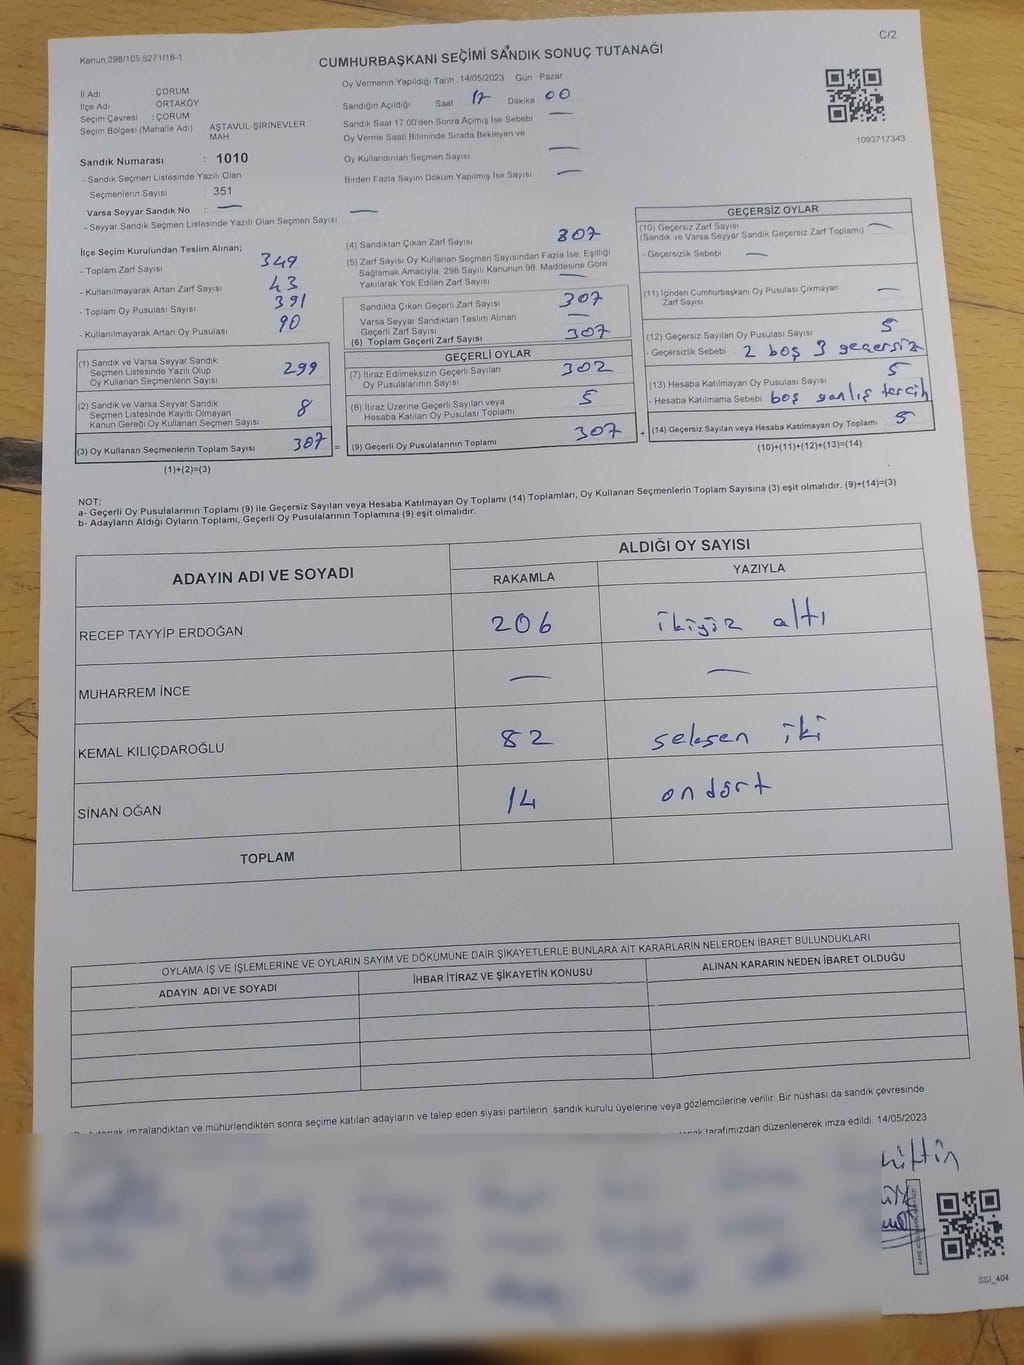 C/2
Kanun.298/105,5271/18-1
CUMHURBAŞKANI SEÇİMİ SANDIK SONUÇ TUTANAĞI
İl Adı ÇORUM
İlçe Adı ORTAKÖY
Seçim Çevresi : ÇORUM
Seçim Bölgesi (Mahalle Adı) AŞTAVUL-ŞİRİNEVLER MAH
Sandık Numarası : 1010
- Sandık Seçmen Listesinde Yazılı Olan
Seçmenlerin Sayısı : 351
Varsa Seyyar Sandık No : —
- Seyyar Sandık Seçmen Listesinde Yazılı Olan Seçmen Sayısı —
Oy Vermenin Yapıldığı Tarih :14/05/2023 Gün : Pazar
Sandığın Açıldığı Saat 17 Dakika : 00
Sandık Saat 17.00'den Sonra Açımış İse Sebebi —
Oy Verme Saati Bitiminde Sırada Bekleyen ve
Oy Kullandırılan Seçmen Sayısı —
Birden Fazla Sayım Döküm Yapılmış İse Sayısı —
1093717343
İlçe Seçim Kurulundan Teslim Alınan;
- Toplam Zarf Sayısı 349
- Kullanılmayarak Artan Zarf Sayısı 43
- Toplam Oy Pusulası Sayısı 391
- Kullanılmayarak Artan Oy Pusulası 90
(1) Sandık ve Varsa Seyyar Sandık
Seçmen Listesinde Yazılı Olup
Oy Kullanan Seçmenlerin Sayısı 299
(2) Sandık ve Varsa Seyyar Sandık
Seçmen Listesinde Kayıtlı Olmayan
Kanun Gereği Oy Kullanan Seçmen Sayısı 8
(3) Oy Kullanan Seçmenlerin Toplam Sayısı 307 =
(1)+(2)=(3)
(4) Sandıktan Çıkan Zarf Sayısı 307
(5) Zarf Sayısı Oy Kullanan Seçmen Sayısından Fazla İse, Eşitliği
Sağlamak Amacıyla, 298 Sayılı Kanunun 98. Maddesine Göre
Yakılarak Yok Edilen Zarf Sayısı —
Sandıkta Çıkan Geçerli Zarf Sayısı 307
Varsa Seyyar Sandıktan Teslim Alınan
Geçerli Zarf Sayısı —
(6) Toplam Geçerli Zarf Sayısı 307
GEÇERLİ OYLAR
(7) İtiraz Edilmeksizin Geçerli Sayılan
Oy Pusulalarının Sayısı 302
(8) İtiraz Üzerine Geçerli Sayılan veya
Hesaba Katılan Oy Pusulası Toplamı 5
(9) Geçerli Oy Pusulalarının Toplamı 307 +
GEÇERSİZ OYLAR
(10) Geçersiz Zarf Sayısı —
(Sandık ve Varsa Seyyar Sandık Geçersiz Zarf Toplamı)
- Geçersizlik Sebebi —
(11) İçinden Cumhurbaşkanı Oy Pusulası Çıkmayan
Zarf Sayısı —
(12) Geçersiz Sayılan Oy Pusulası Sayısı 5
- Geçersizlik Sebebi : 2 boş 3 geçersiz
(13) Hesaba Katılmayan Oy Pusulası Sayısı 5
- Hesaba Katılmama Sebebi : boş yanlış tercih
(14) Geçersiz Sayılan veya Hesaba Katılmayan Oy Toplamı 5
(10)+(11)+(12)+(13)=(14)
NOT:
a- Geçerli Oy Pusulalarının Toplamı (9) ile Geçersiz Sayılan veya Hesaba Katılmayan Oy Toplamı (14) Toplamları, Oy Kullanan Seçmenlerin Toplam Sayısına (3) eşit olmalıdır. (9)+(14)=(3)
b- Adayların Aldığı Oyların Toplamı, Geçerli Oy Pusulalarının Toplamına (9) eşit olmalıdır.
ADAYIN ADI VE SOYADI
ALDIĞI OY SAYISI
RAKAMLA YAZIYLA
RECEP TAYYİP ERDOĞAN 206 ikiyüz altı
MUHARREM İNCE — —
KEMAL KILIÇDAROĞLU 82 seksen iki
SİNAN OĞAN 14 ondört
TOPLAM
OYLAMA İŞ VE İŞLEMLERİNE VE OYLARIN SAYIM VE DÖKÜMÜNE DAİR ŞİKAYETLERLE BUNLARA AİT KARARLARIN NELERDEN İBARET BULUNDUKLARI
ADAYIN ADI VE SOYADI İHBAR İTİRAZ VE ŞİKAYETİN KONUSU ALINAN KARARIN NEDEN İBARET OLDUĞU
imzalandıktan ve mühürlendikten sonra seçime katılan adayların ve talep eden siyasi partilerin sandık kurulu üyelerine veya gözlemcilerine verilir. Bir nüshası da sandık çevresinde
tarafımızdan düzenlenerek imza edildi. 14/05/2023
SSI_404